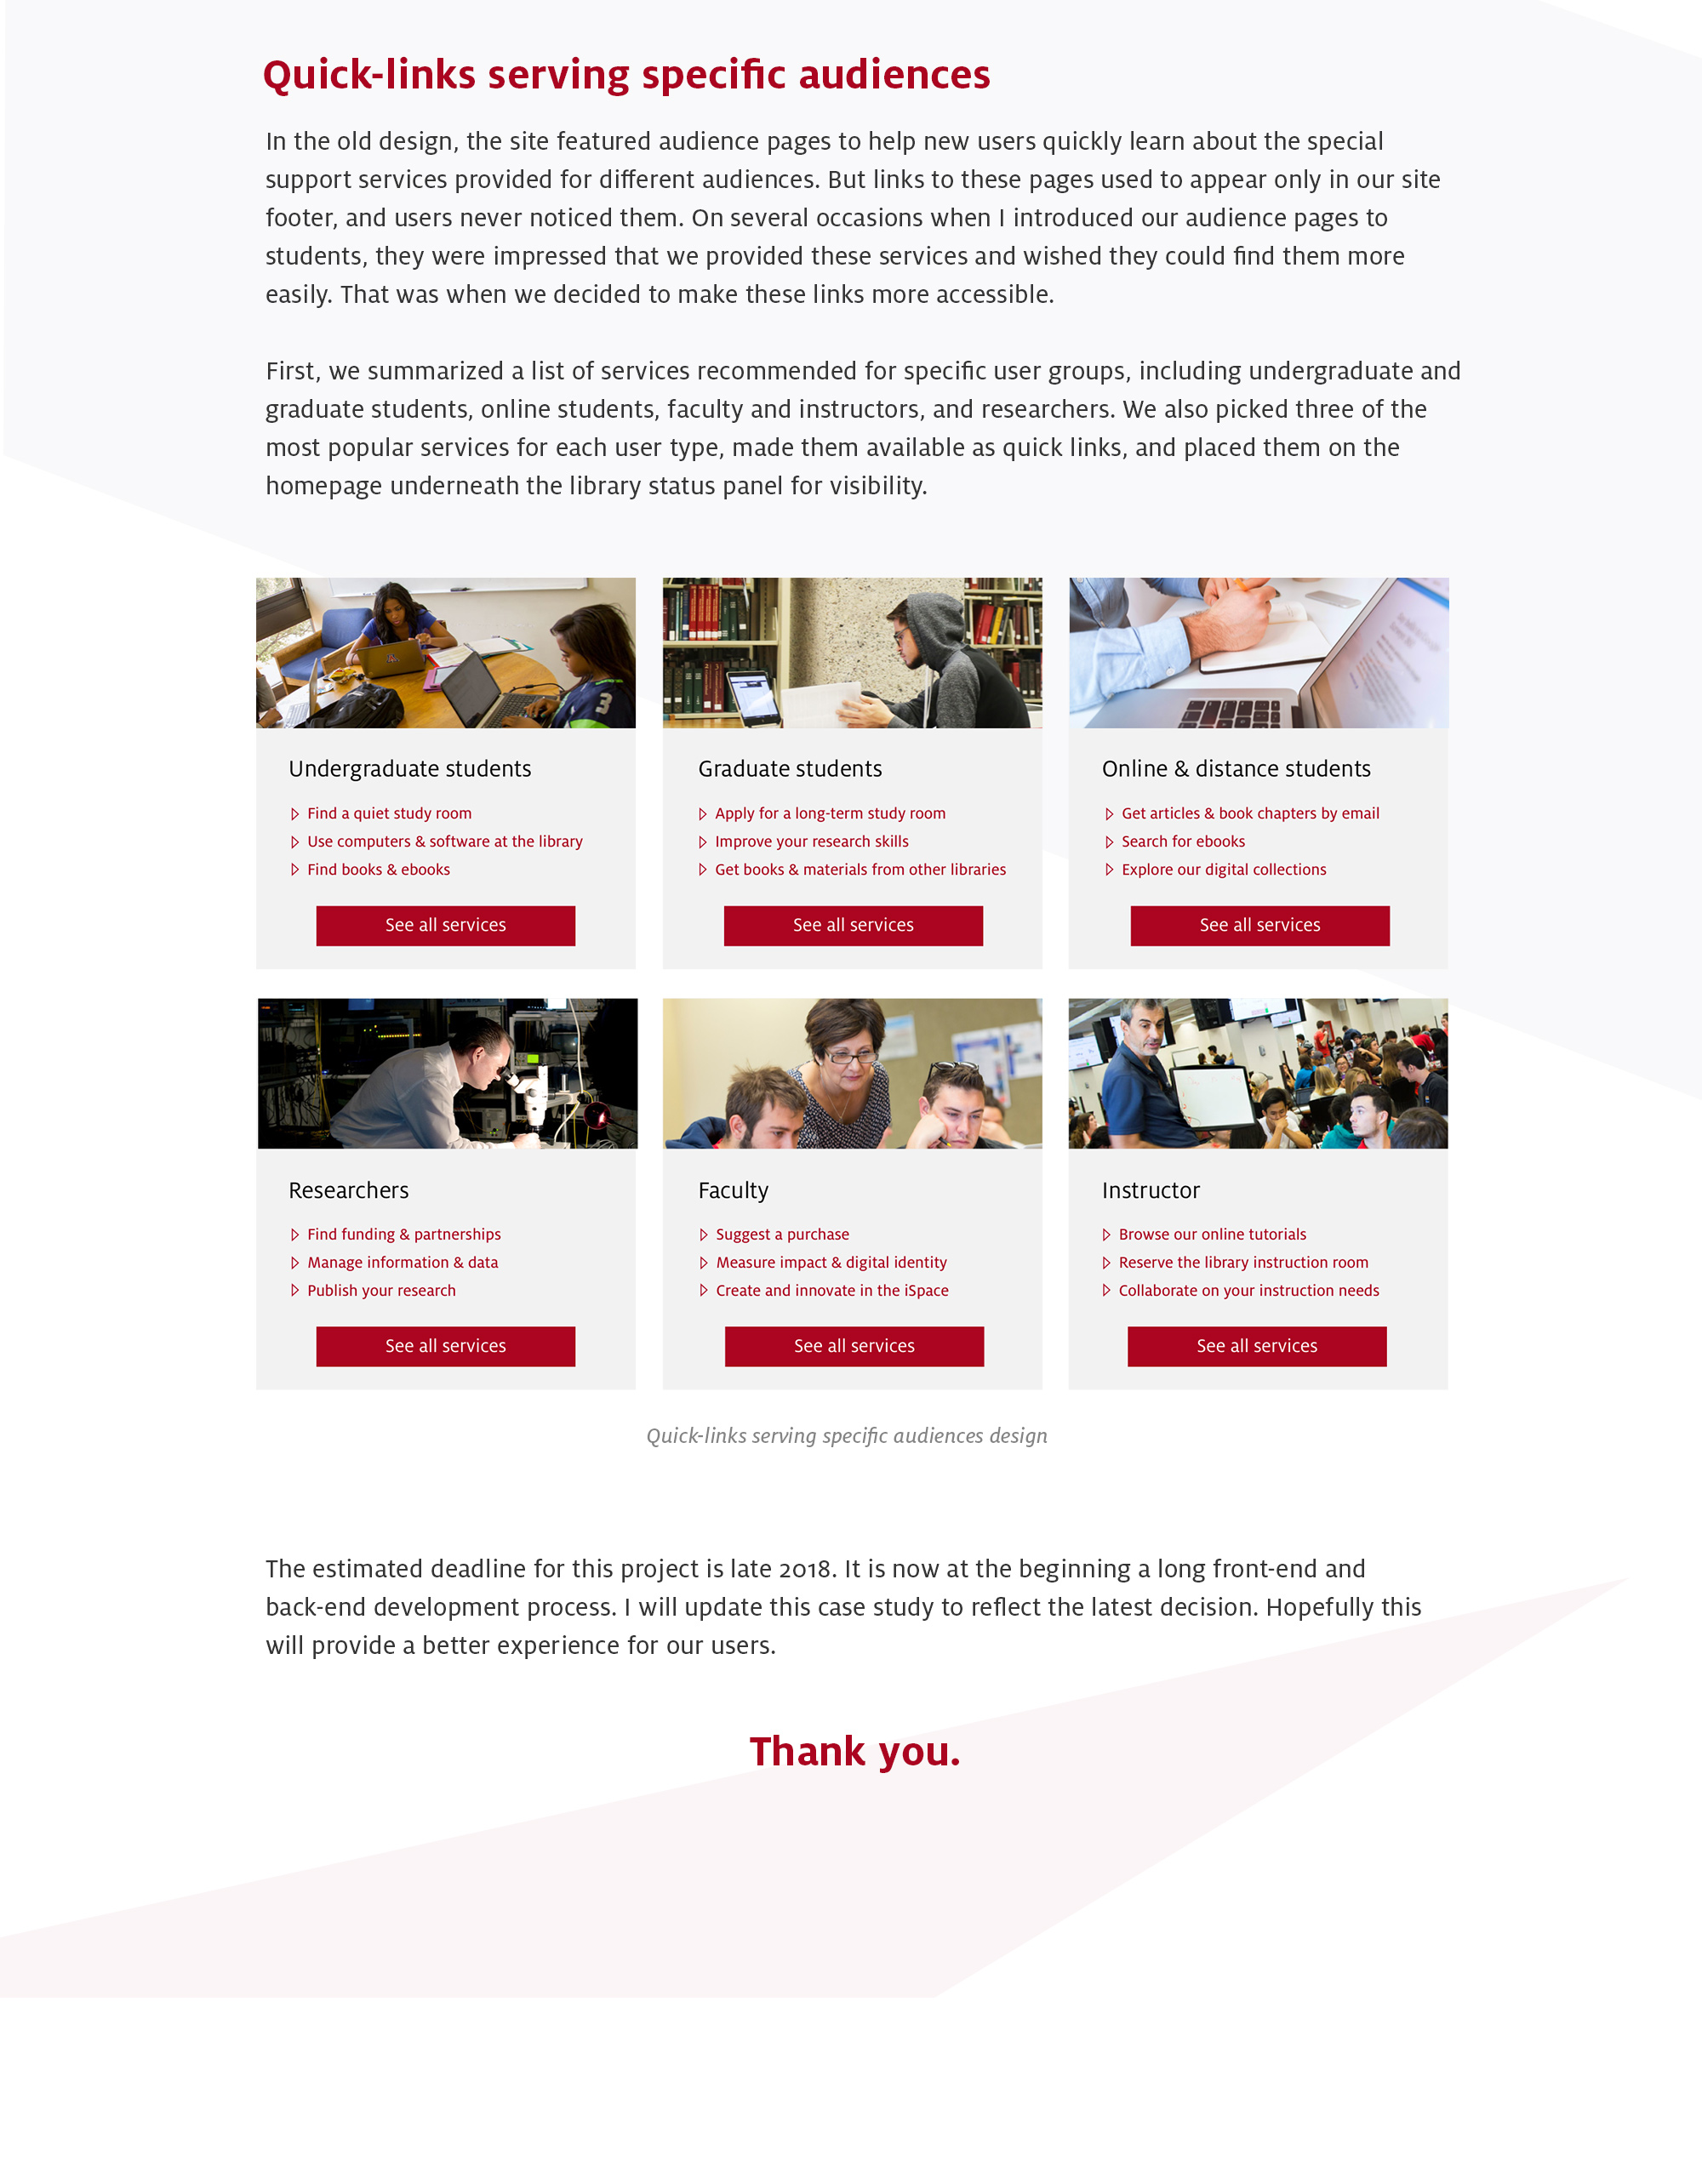 Quick-links serving specific audiences
In the old design, the site featured audience pages to help new users quickly learn about the special
support services provided for different audiences. But links to these pages used to appear only in our site
footer, and users never noticed them. On several occasions when I introduced our audience pages to
students, they were impressed that we provided these services and wished they could find them more
easily. That was when we decided to make these links more accessible.
First, we summarized a list of services recommended for specific user groups, including undergraduate and
graduate students, online students, faculty and instructors, and researchers. We also picked three of the
most popular services for each user type, made them available as quick links, and placed them on the
homepage underneath the library status panel for visibility.
3
Undergraduate students
Find a quiet study room
Use computers & software at the library
Find books & ebooks
See all services
Graduate students
Apply for a long-term study room
Improve your research skills
Get books & materials from other libraries
See all services
Online & distance students
Get articles & book chapters by email
Search for ebooks
Explore our digital collections
See all services
Researchers
Find funding & partnerships
Manage information & data
Publish your research
See all services
Faculty
Suggest a purchase
Measure impact & digital identity
Create and innovate in the iSpace
See all services
Instructor
Browse our online tutorials
Reserve the library instruction room
Collaborate on your instruction needs
See all services
Quick-links serving specific audiences design
The estimated deadline for this project is late 2018. It is now at the beginning a long front-end and
back-end development process. I will update this case study to reflect the latest decision. Hopefully this
will provide a better experience for our users.
Thank you.